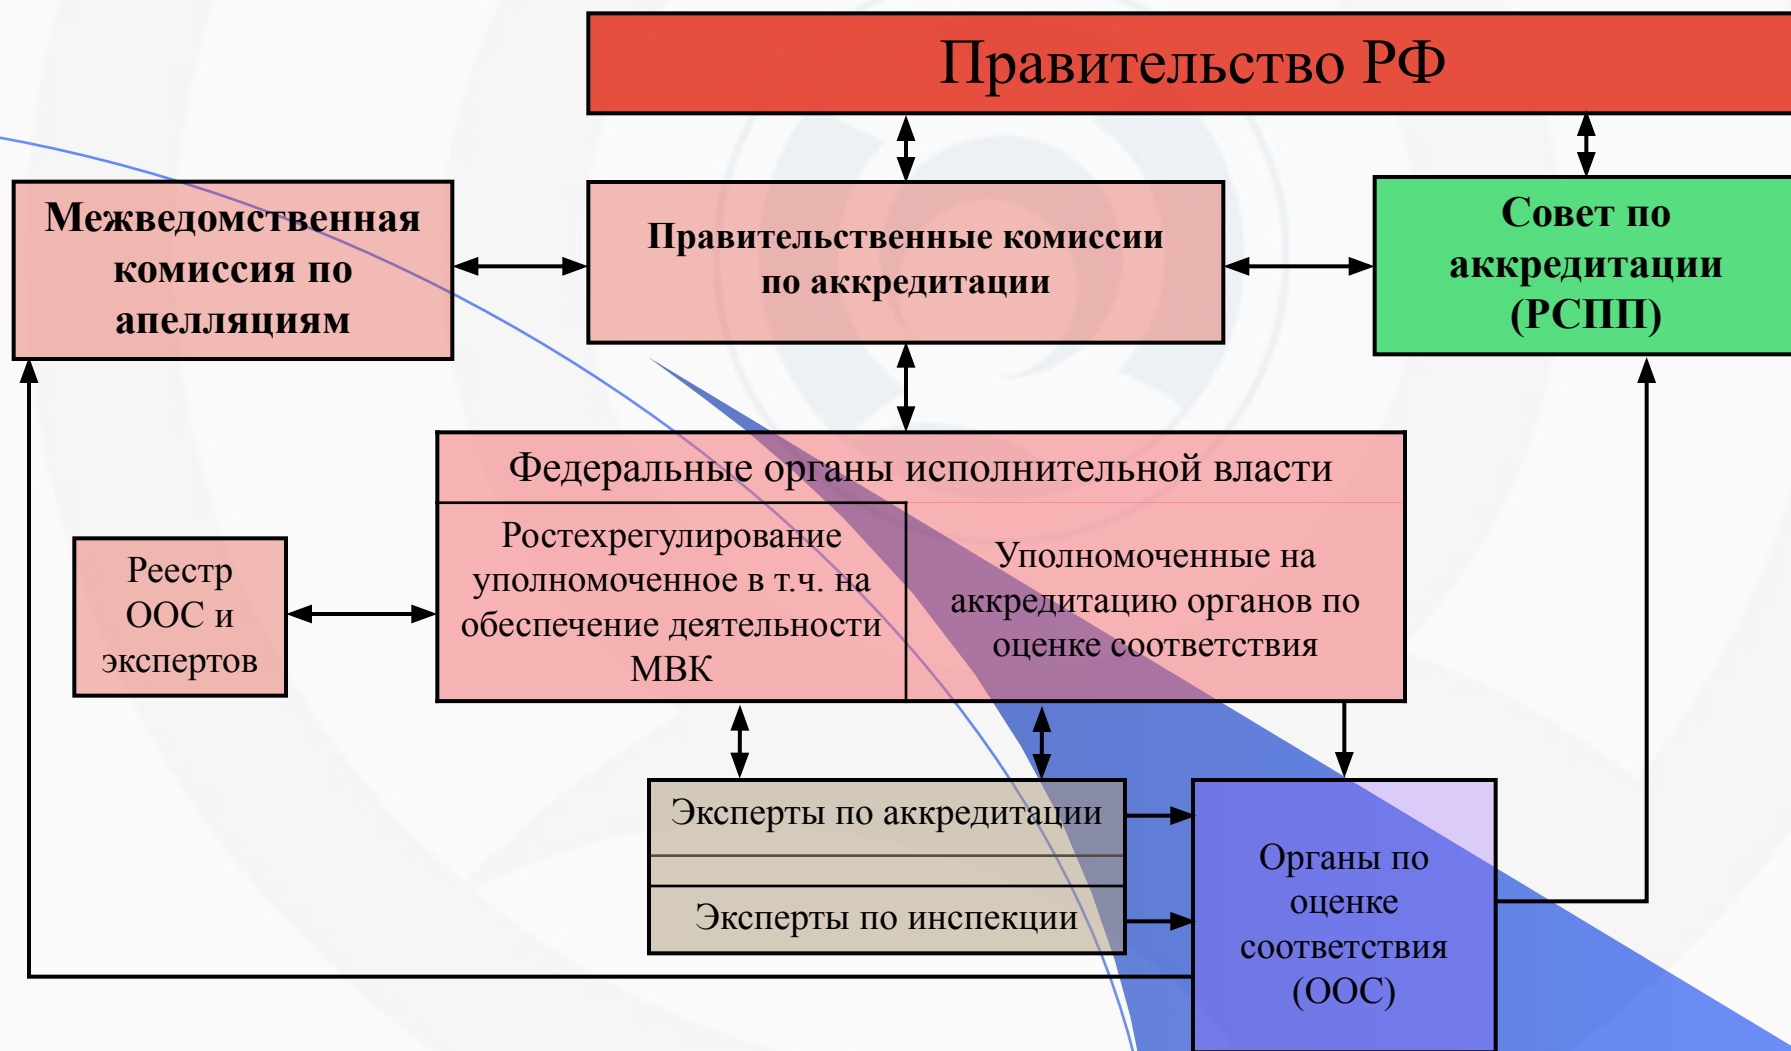 Правительство РФ
Межведомственная
комиссия по
апелляциям
Правительственные комиссии
по аккредитации
Совет по
аккредитации
(РСПП)
Федеральные органы исполнительной власти
Реестр
ООС и
экспертов
Ростехрегулирование
уполномоченное в т.ч. на
обеспечение деятельности
МВК
Уполномоченные на
аккредитацию органов по
оценке соответствия
Эксперты по аккредитации
Эксперты по инспекции
Органы по
оценке
соответствия
(ООС)